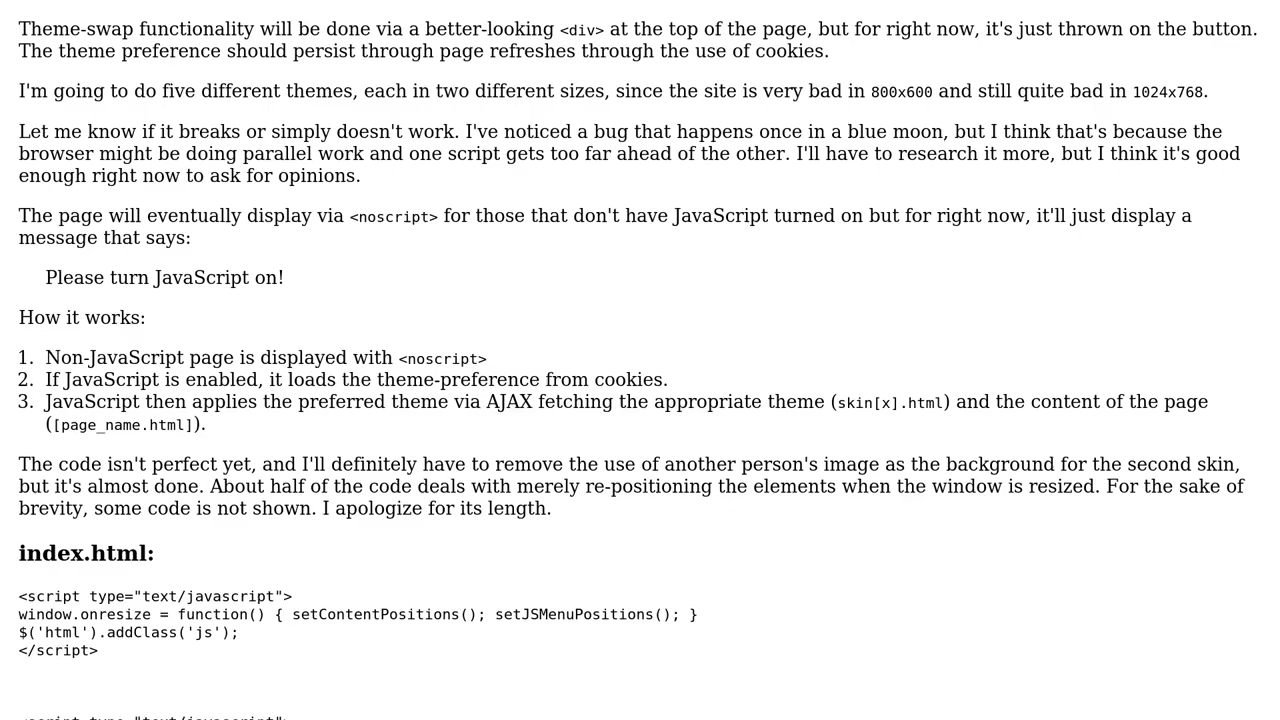 Theme-swap functionality will be done via a better-looking <div> at the top of the page, but for right now, it's just thrown on the button.
The theme preference should persist through page refreshes through the use of cookies.
I'm going to do five different themes, each in two different sizes, since the site is very bad in 800x600 and still quite bad in 1024x768.
Let me know if it breaks or simply doesn't work. I've noticed a bug that happens once in a blue moon, but I think that's because the
browser might be doing parallel work and one script gets too far ahead of the other. I'll have to research it more, but I think it's good
enough right now to ask for opinions.
The page will eventually display via <noscript> for those that don't have JavaScript turned on but for right now, it'll just display a
message that says:
Please turn JavaScript on!
How it works:
1. Non-JavaScript page is displayed with <noscript>
2. If JavaScript is enabled, it loads the theme-preference from cookies.
3. JavaScript then applies the preferred theme via AJAX fetching the appropriate theme (skin[x].html) and the content of the page
([page_name.html]).
The code isn't perfect yet, and I'll definitely have to remove the use of another person's image as the background for the second skin,
but it's almost done. About half of the code deals with merely re-positioning the elements when the window is resized. For the sake of
brevity, some code is not shown. I apologize for its length.
index.html:
<script type="text/javascript">
window.onresize = function() { setContentPositions(); setJSMenuPositions(); }
$('html').addClass('js');
</script>